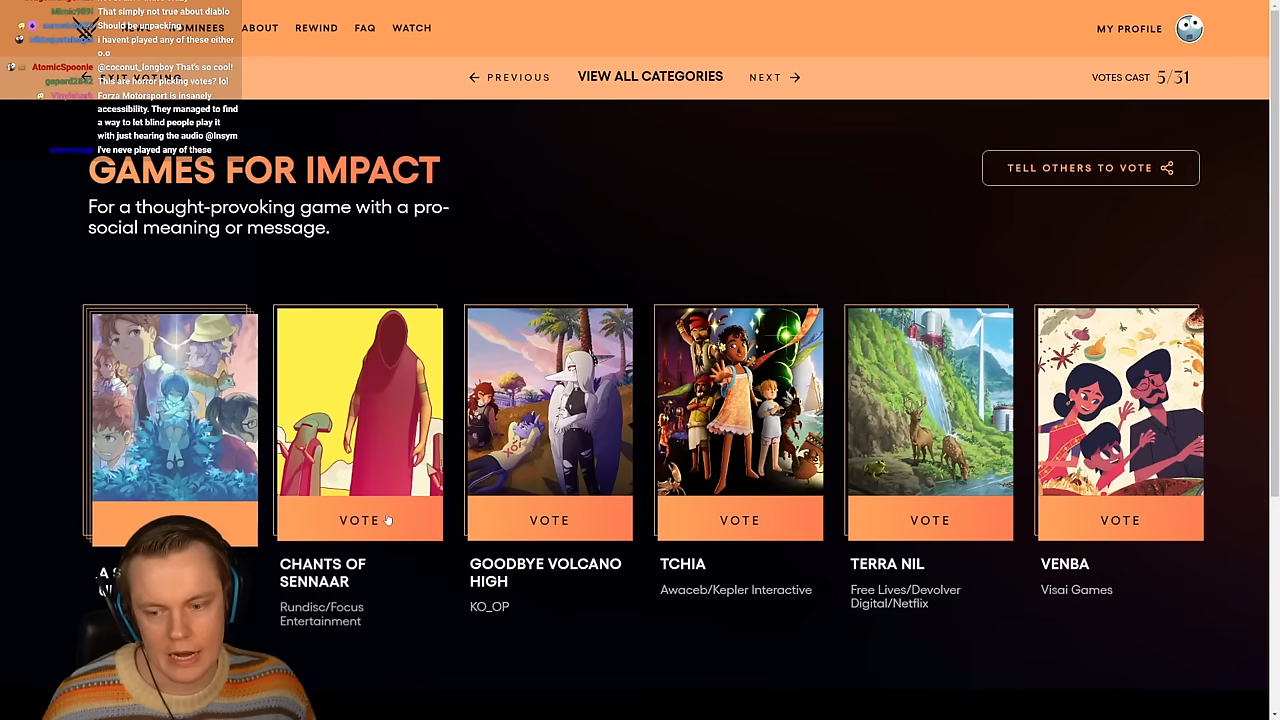 That simply not true about diablo
Should be unpacking
i havent played any of these either
o.o
AtomicSpoonie @coconut_longboy That's so cool!
This are horror picking votes? lol
Forza Motorsport is insanely
accessibility. They managed to find
a way to let blind people play it
with just hearing the audio @Insym
I've neve played any of these
NOMINEES ABOUT REWIND FAQ WATCH
MY PROFILE
EXIT VOTING
PREVIOUS
VIEW ALL CATEGORIES
NEXT
VOTES CAST 5/31
GAMES FOR IMPACT
For a thought-provoking game with a pro-
social meaning or message.
TELL OTHERS TO VOTE
VOTE
VOTE
VOTE
VOTE
VOTE
CHANTS OF
SENNAAR
Rundisc/Focus
Entertainment
GOODBYE VOLCANO
HIGH
KO_OP
TCHIA
Awaceb/Kepler Interactive
TERRA NIL
Free Lives/Devolver
Digital/Netflix
VENBA
Visai Games